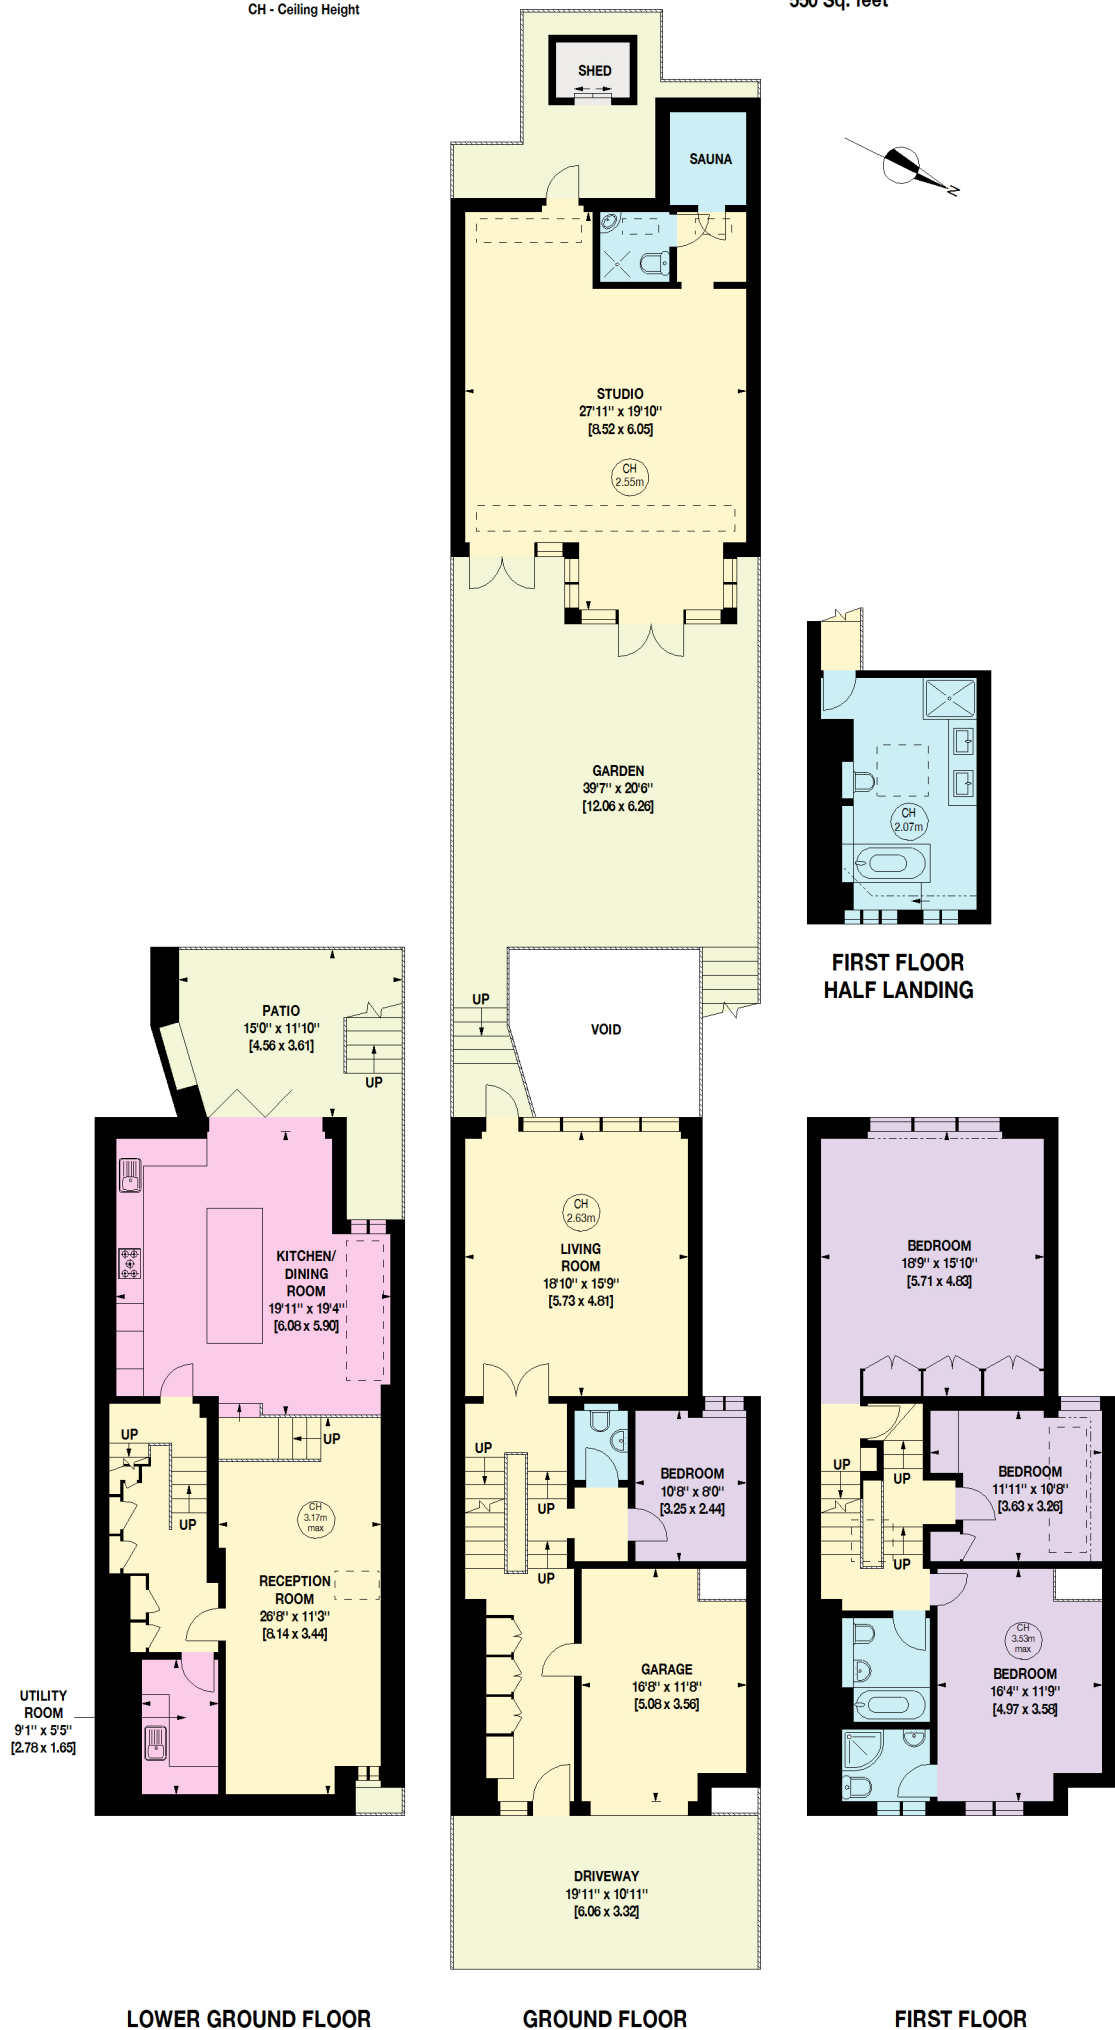 CH - Ceiling Height
550 Sq. feet
SHED
SAUNA
N
STUDIO
27'11'' x 19'10''
[8.52 x 6.05]
CH
2.55m
GARDEN
39'7'' x 20'6''
[12.06 x 6.26]
CH
2.07m
FIRST FLOOR
HALF LANDING
PATIO
15'0'' x 11'10''
[4.56 x 3.61]
UP
UP
VOID
KITCHEN/
DINING
ROOM
19'11'' x 19'4''
[6.08 x 5.90]
UP
UP
UP
CH
3.17m
max
RECEPTION
ROOM
26'8'' x 11'3''
[8.14 x 3.44]
UTILITY
ROOM
9'1'' x 5'5''
[2.78 x 1.65]
CH
2.63m
LIVING
ROOM
18'10'' x 15'9''
[5.73 x 4.81]
UP
UP
UP
BEDROOM
10'8'' x 8'0''
[3.25 x 2.44]
GARAGE
16'8'' x 11'8''
[5.08 x 3.56]
DRIVEWAY
19'11'' x 10'11''
[6.06 x 3.32]
BEDROOM
18'9'' x 15'10''
[5.71 x 4.83]
UP
UP
UP
BEDROOM
11'11'' x 10'8''
[3.63 x 3.26]
CH
3.53m
max
BEDROOM
16'4'' x 11'9''
[4.97 x 3.58]
LOWER GROUND FLOOR
GROUND FLOOR
FIRST FLOOR